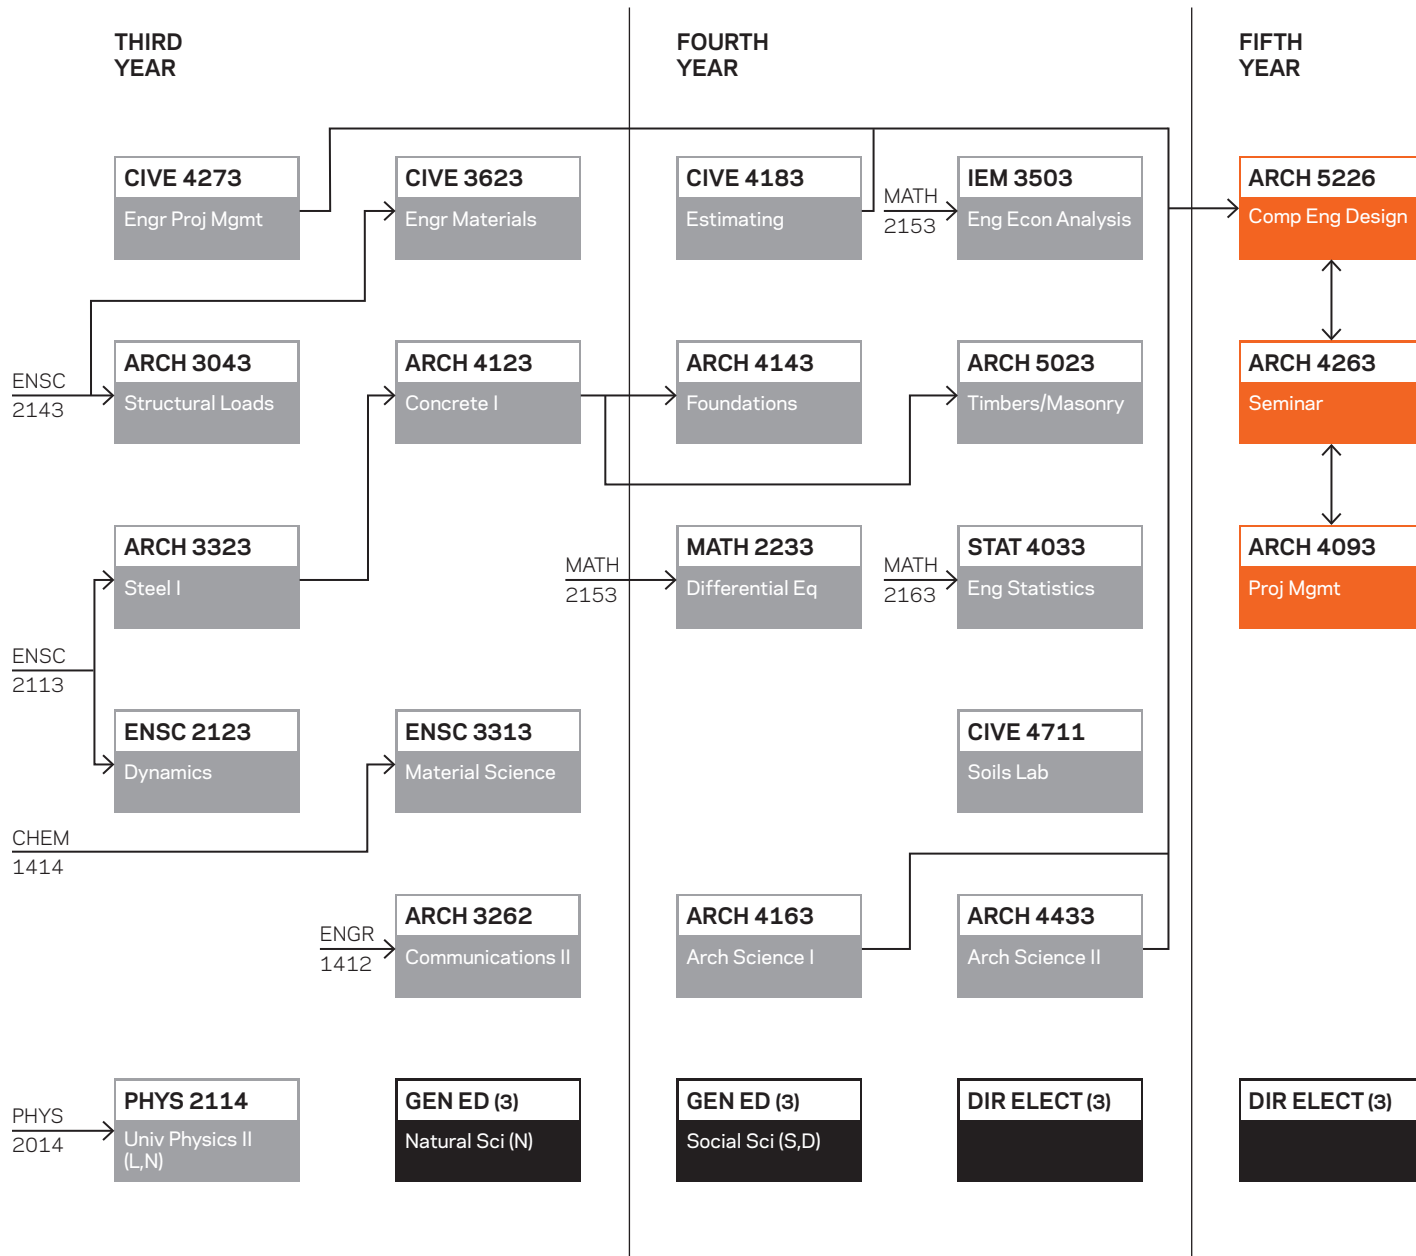 THIRD
YEAR
FOURTH
YEAR
FIFTH
YEAR
CIVE 4273
Engr Proj Mgmt
CIVE 3623
Engr Materials
CIVE 4183
Estimating
MATH
2153
IEM 3503
Eng Econ Analysis
ARCH 5226
Comp Eng Design
ENSC
2143
ARCH 3043
Structural Loads
ARCH 4123
Concrete I
ARCH 4143
Foundations
ARCH 5023
Timbers/Masonry
ARCH 4263
Seminar
ARCH 3323
Steel I
MATH
2153
MATH 2233
Differential Eq
MATH
2163
STAT 4033
Eng Statistics
ARCH 4093
Proj Mgmt
ENSC
2113
ENSC 2123
Dynamics
ENSC 3313
Material Science
CIVE 4711
Soils Lab
CHEM
1414
ENGR
1412
ARCH 3262
Communications II
ARCH 4163
Arch Science I
ARCH 4433
Arch Science II
PHYS
2014
PHYS 2114
Univ Physics II
(L,N)
GEN ED (3)
Natural Sci (N)
GEN ED (3)
Social Sci (S,D)
DIR ELECT (3)
DIR ELECT (3)